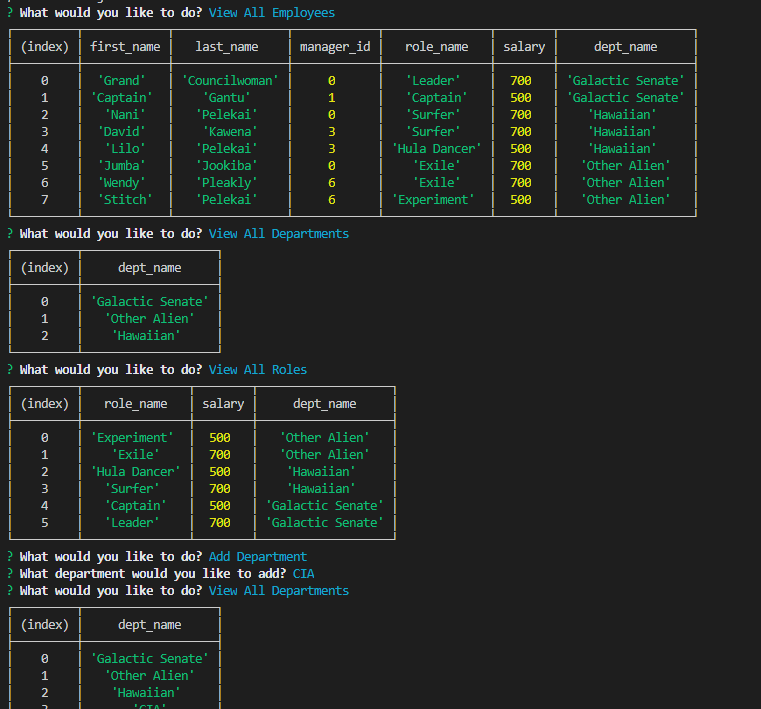 ? What would you like to do? View All Employees
(index) first_name last_name manager_id role_name salary dept_name
0 'Grand' 'Councilwoman' 0 'Leader' 700 'Galactic Senate'
1 'Captain' 'Gantu' 1 'Captain' 500 'Galactic Senate'
2 'Nani' 'Pelekai' 0 'Surfer' 700 'Hawaiian'
3 'David' 'Kawena' 3 'Surfer' 700 'Hawaiian'
4 'Lilo' 'Pelekai' 3 'Hula Dancer' 500 'Hawaiian'
5 'Jumba' 'Jookiba' 0 'Exile' 700 'Other Alien'
6 'Wendy' 'Pleakly' 6 'Exile' 700 'Other Alien'
7 'Stitch' 'Pelekai' 6 'Experiment' 500 'Other Alien'
? What would you like to do? View All Departments
(index) dept_name
0 'Galactic Senate'
1 'Other Alien'
2 'Hawaiian'
? What would you like to do? View All Roles
(index) role_name salary dept_name
0 'Experiment' 500 'Other Alien'
1 'Exile' 700 'Other Alien'
2 'Hula Dancer' 500 'Hawaiian'
3 'Surfer' 700 'Hawaiian'
4 'Captain' 500 'Galactic Senate'
5 'Leader' 700 'Galactic Senate'
? What would you like to do? Add Department
? What department would you like to add? CIA
? What would you like to do? View All Departments
(index) dept_name
0 'Galactic Senate'
1 'Other Alien'
2 'Hawaiian'
3 'CIA'